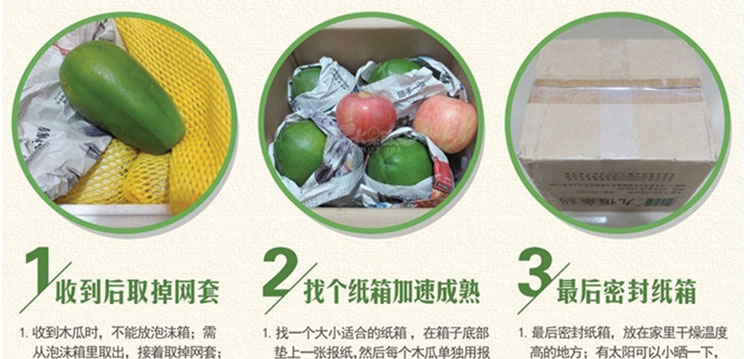 1 收到后取掉网套
1. 收到木瓜时，不能放泡沫箱；需
从泡沫箱里取出，接着取掉网套；
2 找个纸箱加速成熟
1. 找一个大小适合的纸箱，在箱子底部
垫上一张报纸,然后每个木瓜单独用报
3 最后密封纸箱
1. 最后密封纸箱，放在家里干燥温度
高的地方；有太阳可以小晒一下，